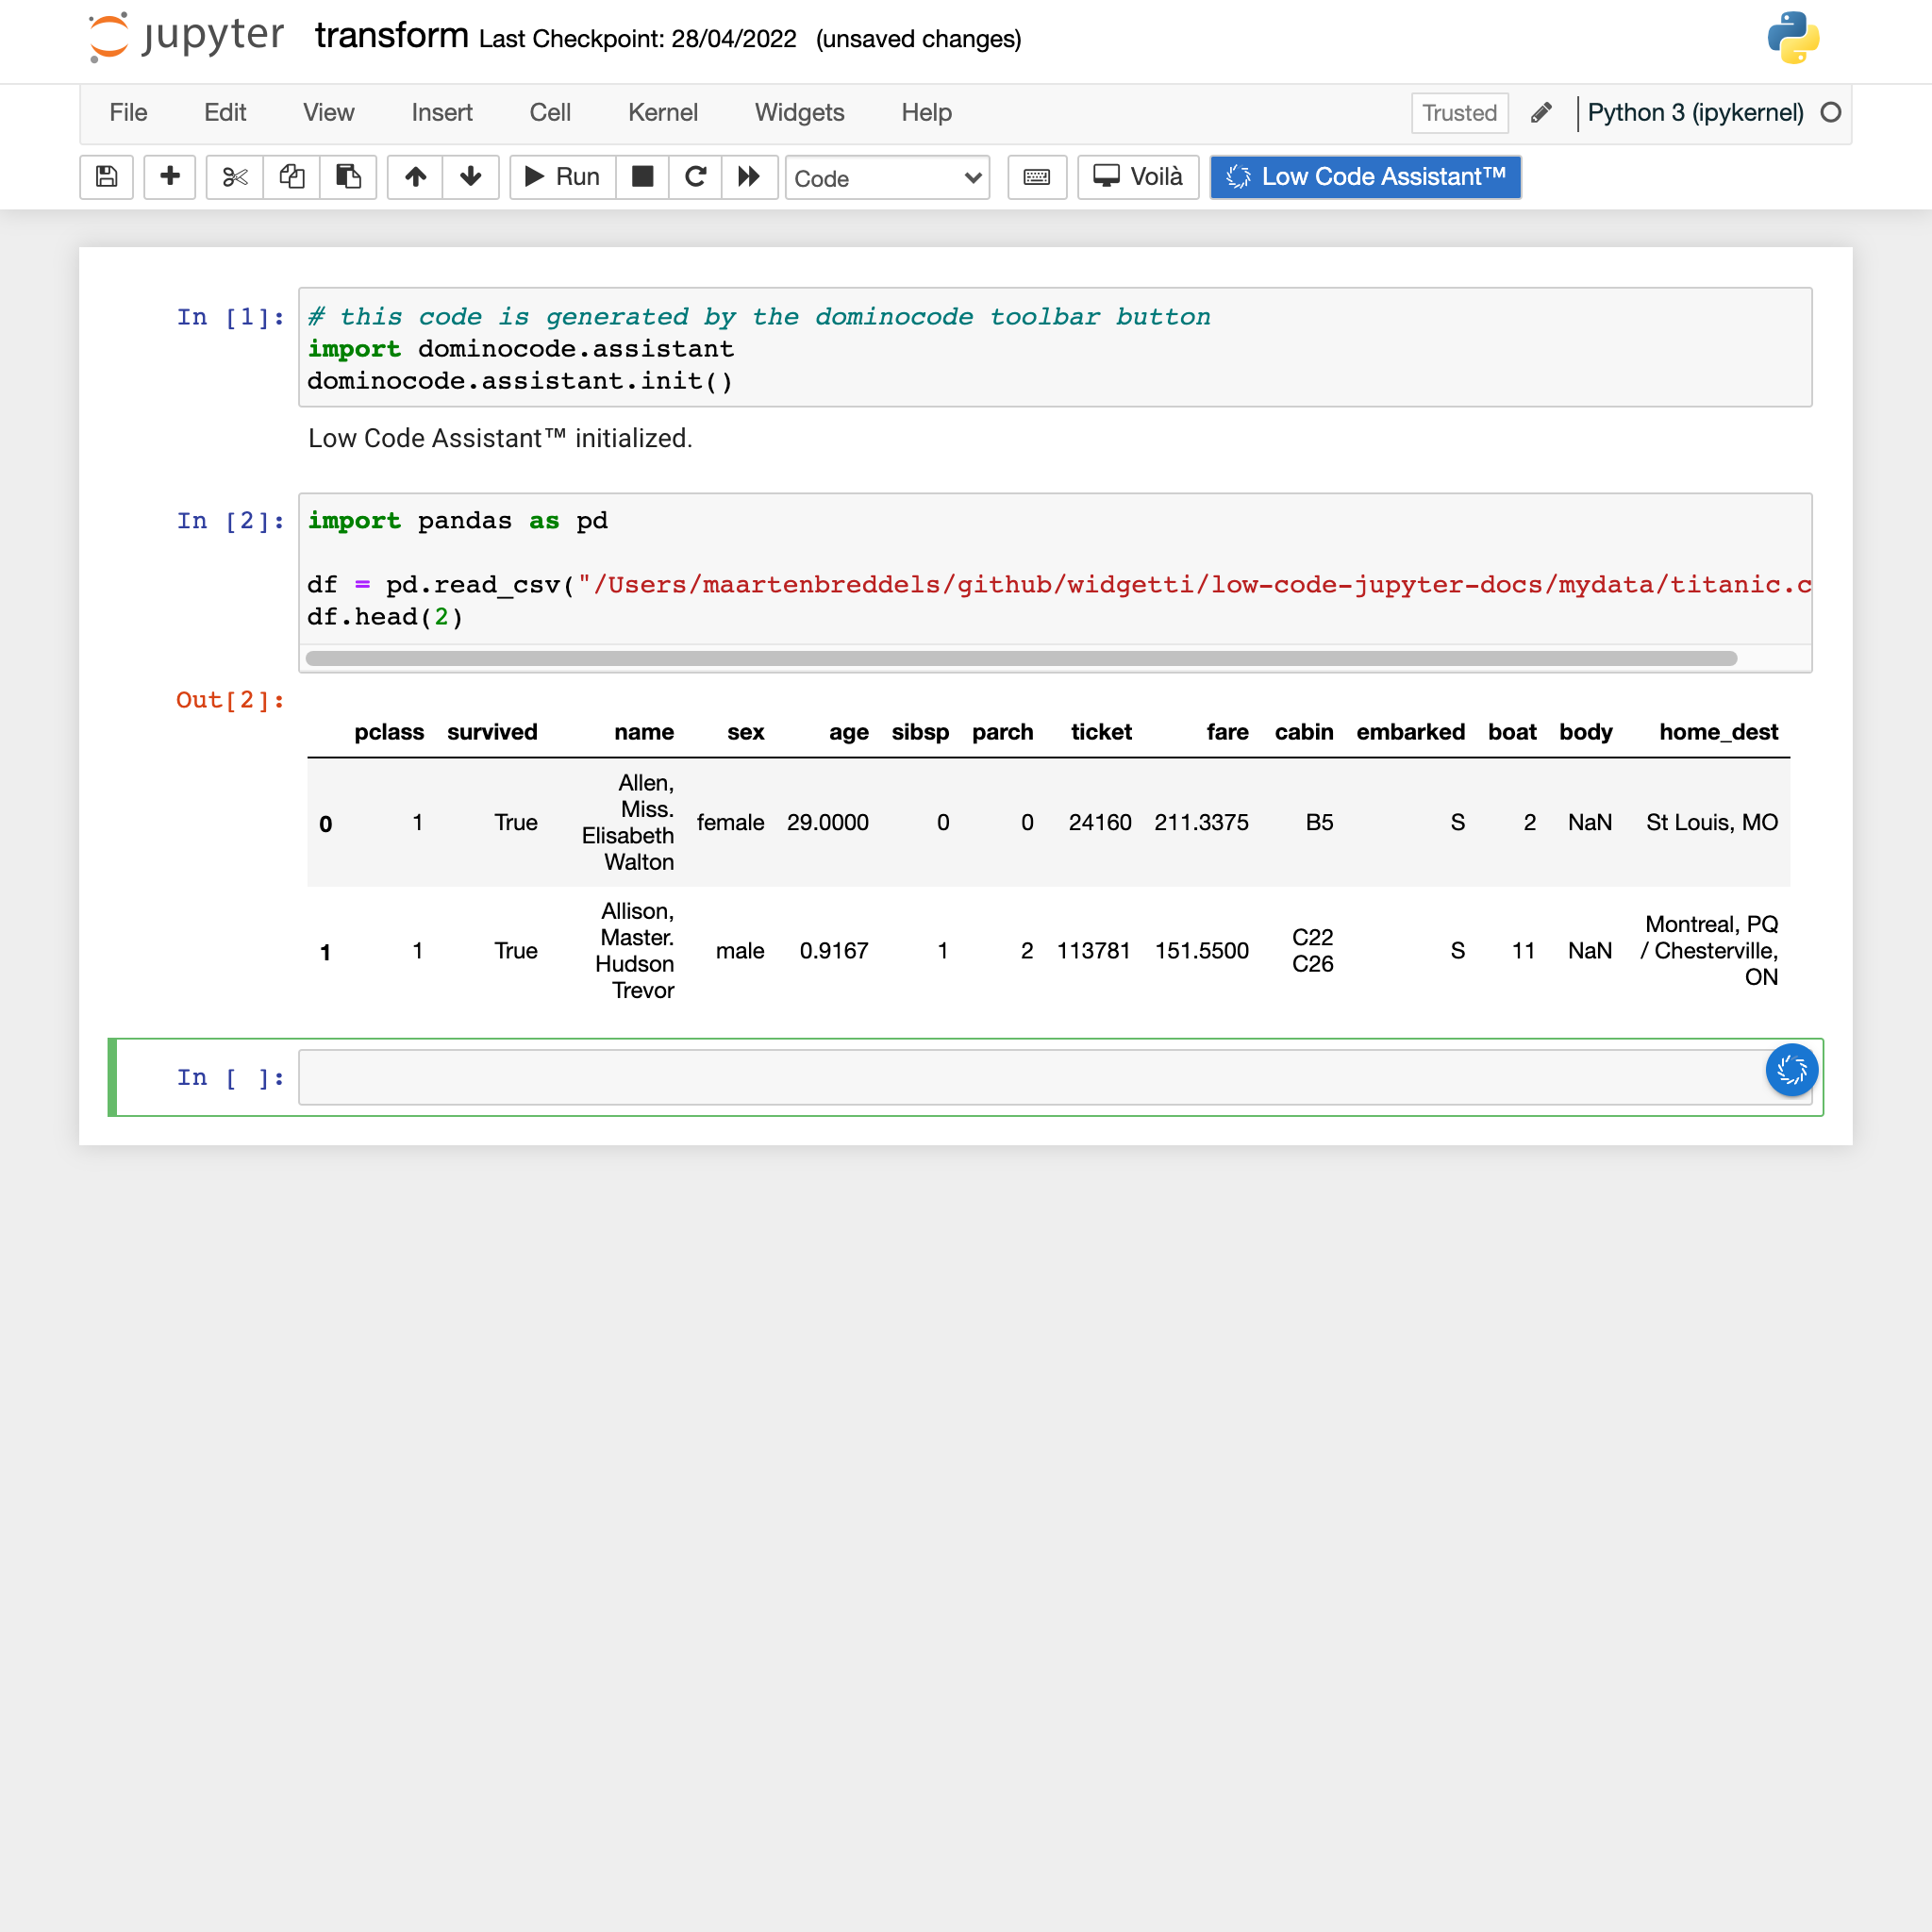 jupyter transform Last Checkpoint: 28/04/2022 (unsaved changes)
File Edit View Insert Cell Kernel Widgets Help Trusted Python 3 (ipykernel)
Run Code Voilà Low Code Assistant™
In [1]: # this code is generated by the dominocode toolbar button
import dominocode.assistant
dominocode.assistant.init()
Low Code Assistant™ initialized.
In [2]: import pandas as pd
df = pd.read_csv("/Users/maartenbreddels/github/widgetti/low-code-jupyter-docs/mydata/titanic.c
df.head(2)
Out[2]:
pclass survived name sex age sibsp parch ticket fare cabin embarked boat body home_dest
0 1 True Allen, Miss. Elisabeth Walton female 29.0000 0 0 24160 211.3375 B5 S 2 NaN St Louis, MO
1 1 True Allison, Master. Hudson Trevor male 0.9167 1 2 113781 151.5500 C22 C26 S 11 NaN Montreal, PQ / Chesterville, ON
In [ ]: